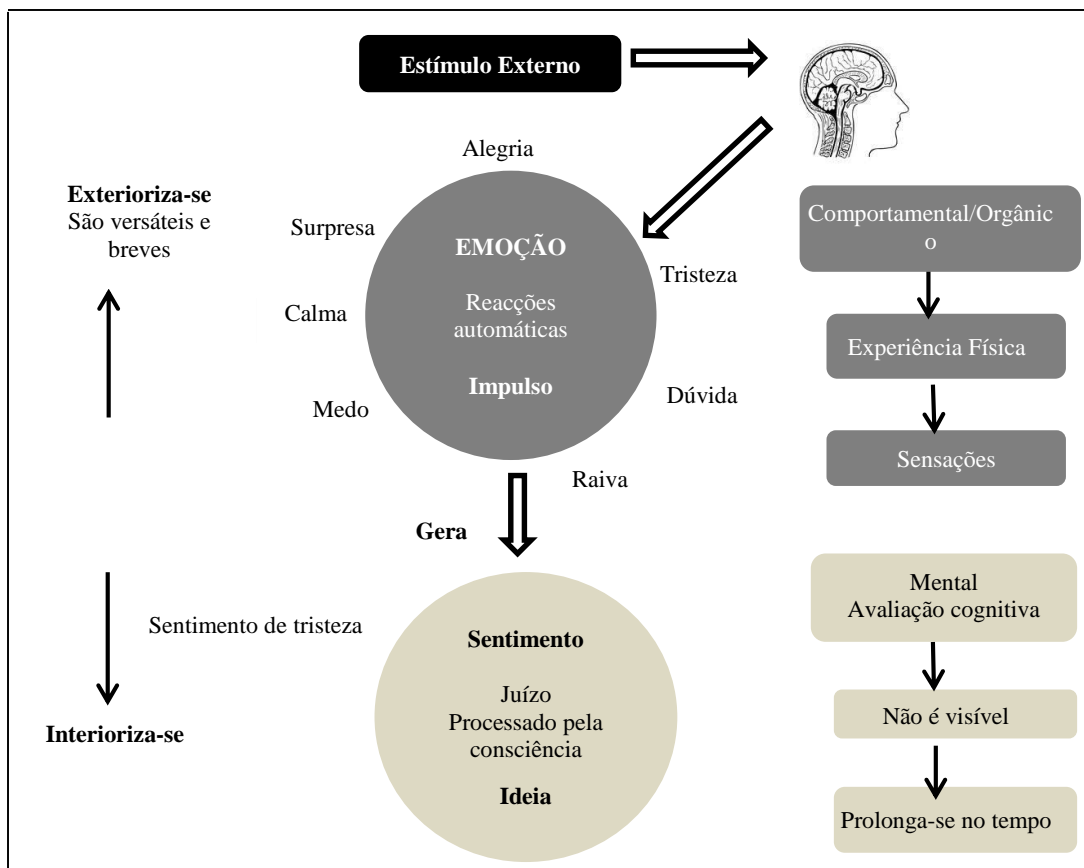 Estímulo Externo
Alegria
Exterioriza-se
São versáteis e
breves
Surpresa
EMOÇÃO
Comportamental/Orgânic
o
Tristeza
Calma
Reacções
automáticas
Experiência Física
Impulso
Medo
Dúvida
Sensações
Raiva
Gera
Mental
Avaliação cognitiva
Sentimento de tristeza
Sentimento
Juízo
Processado pela
consciência
Não é visível
Interioriza-se
Ideia
Prolonga-se no tempo